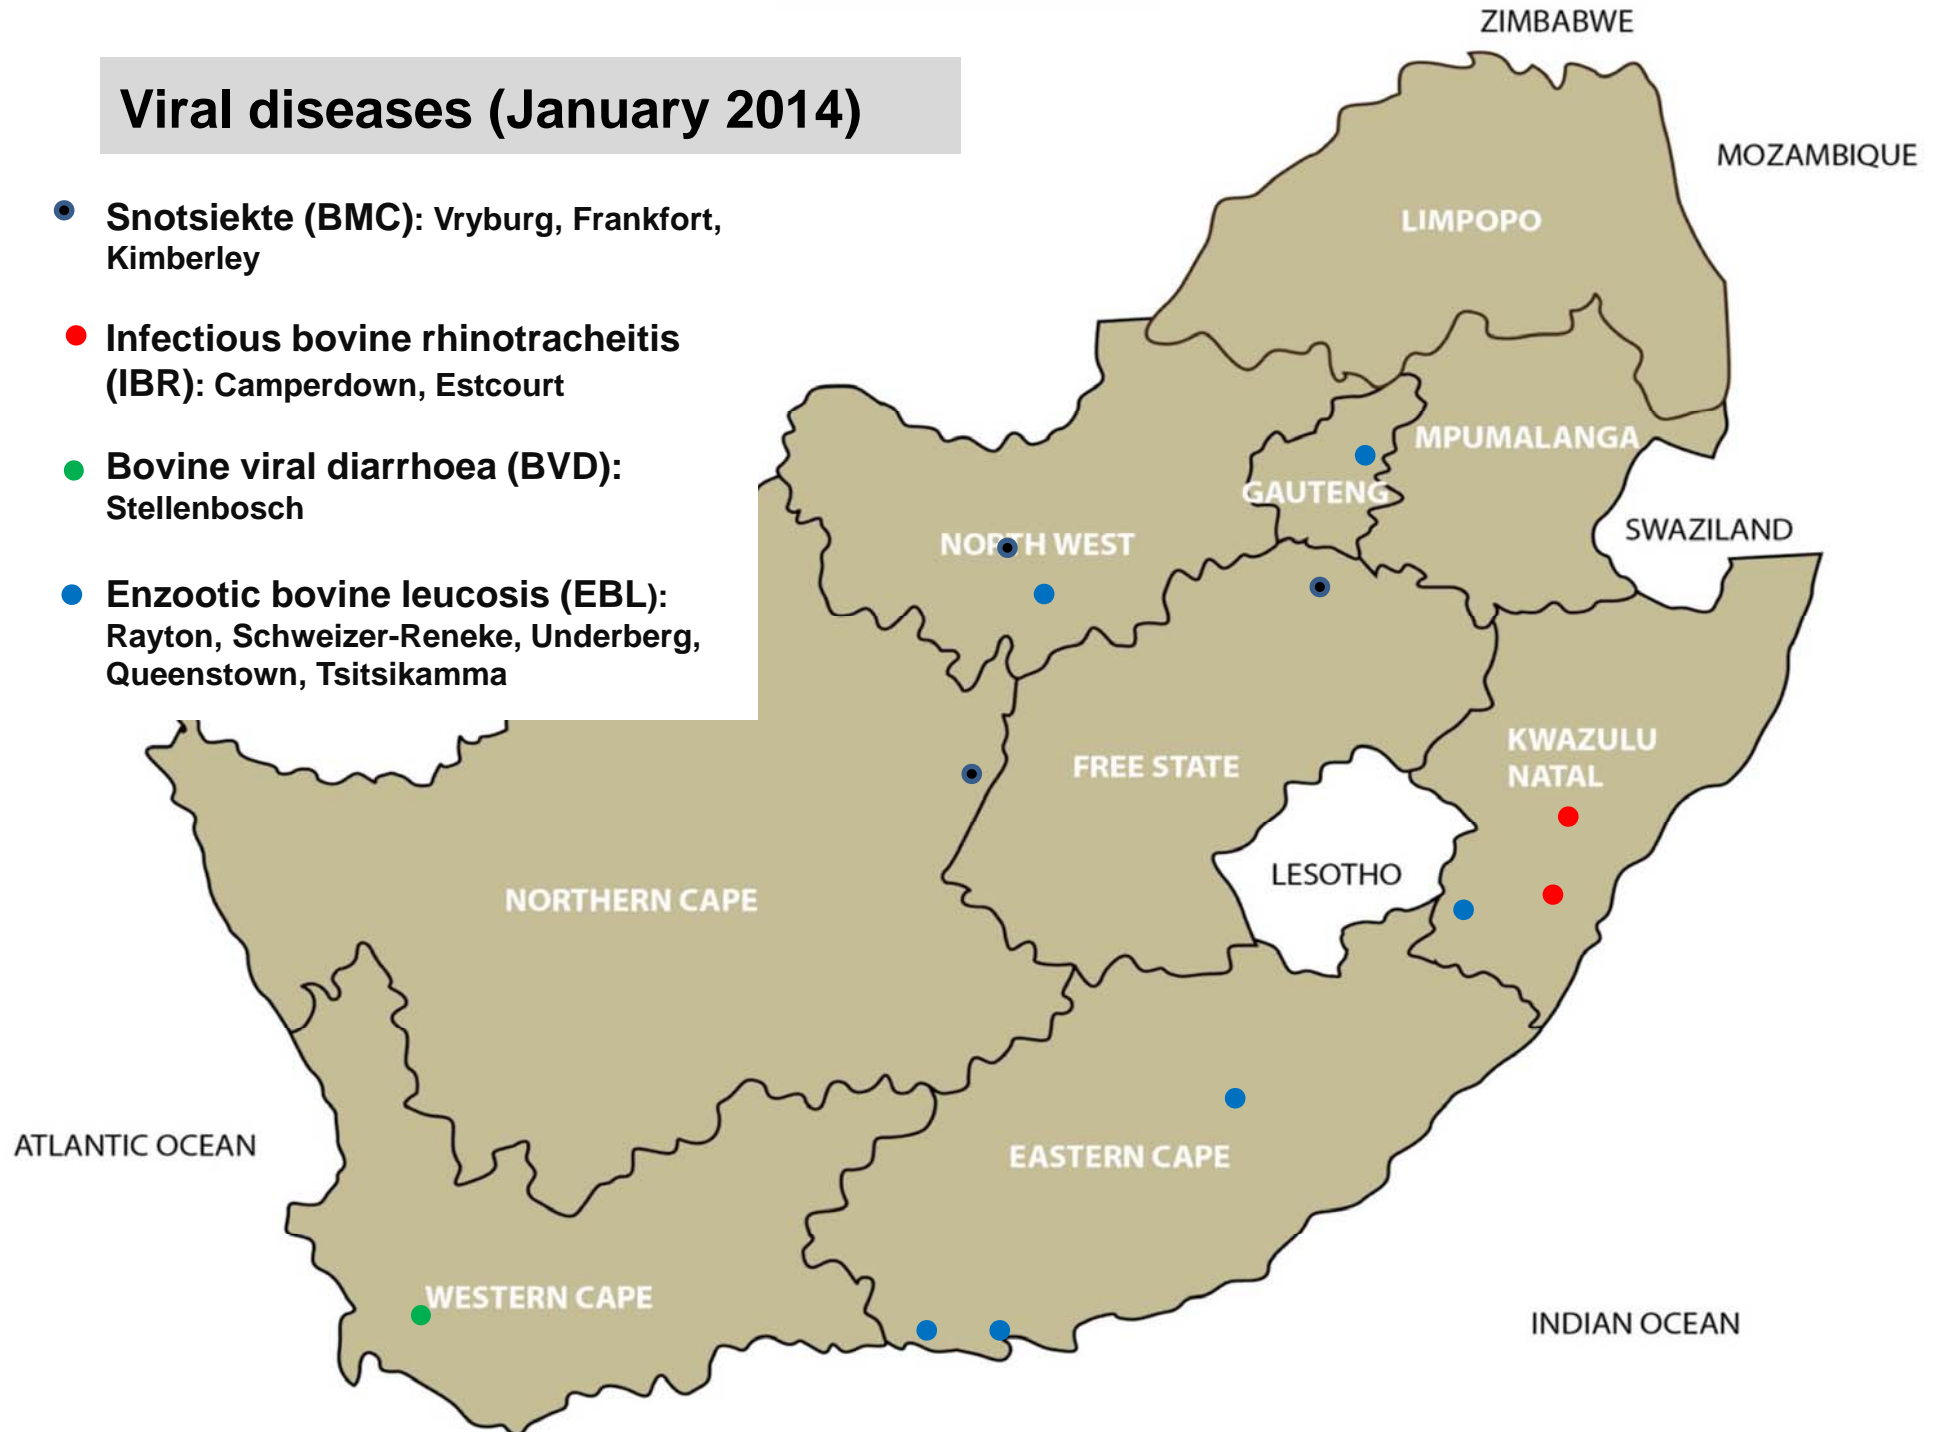 Viral diseases (January 2014)
Snotsiekte (BMC): Vryburg, Frankfort,
Kimberley
Infectious bovine rhinotracheitis
(IBR): Camperdown, Estcourt
Bovine viral diarrhoea (BVD):
Stellenbosch
Enzootic bovine leucosis (EBL):
Rayton, Schweizer-Reneke, Underberg,
Queenstown, Tsitsikamma
ZIMBABWE
MOZAMBIQUE
LIMPOPO
MPUMALANGA
GAUTENG
SWAZILAND
NORTH WEST
KWAZULU
NATAL
FREE STATE
LESOTHO
NORTHERN CAPE
ATLANTIC OCEAN
EASTERN CAPE
WESTERN CAPE
INDIAN OCEAN